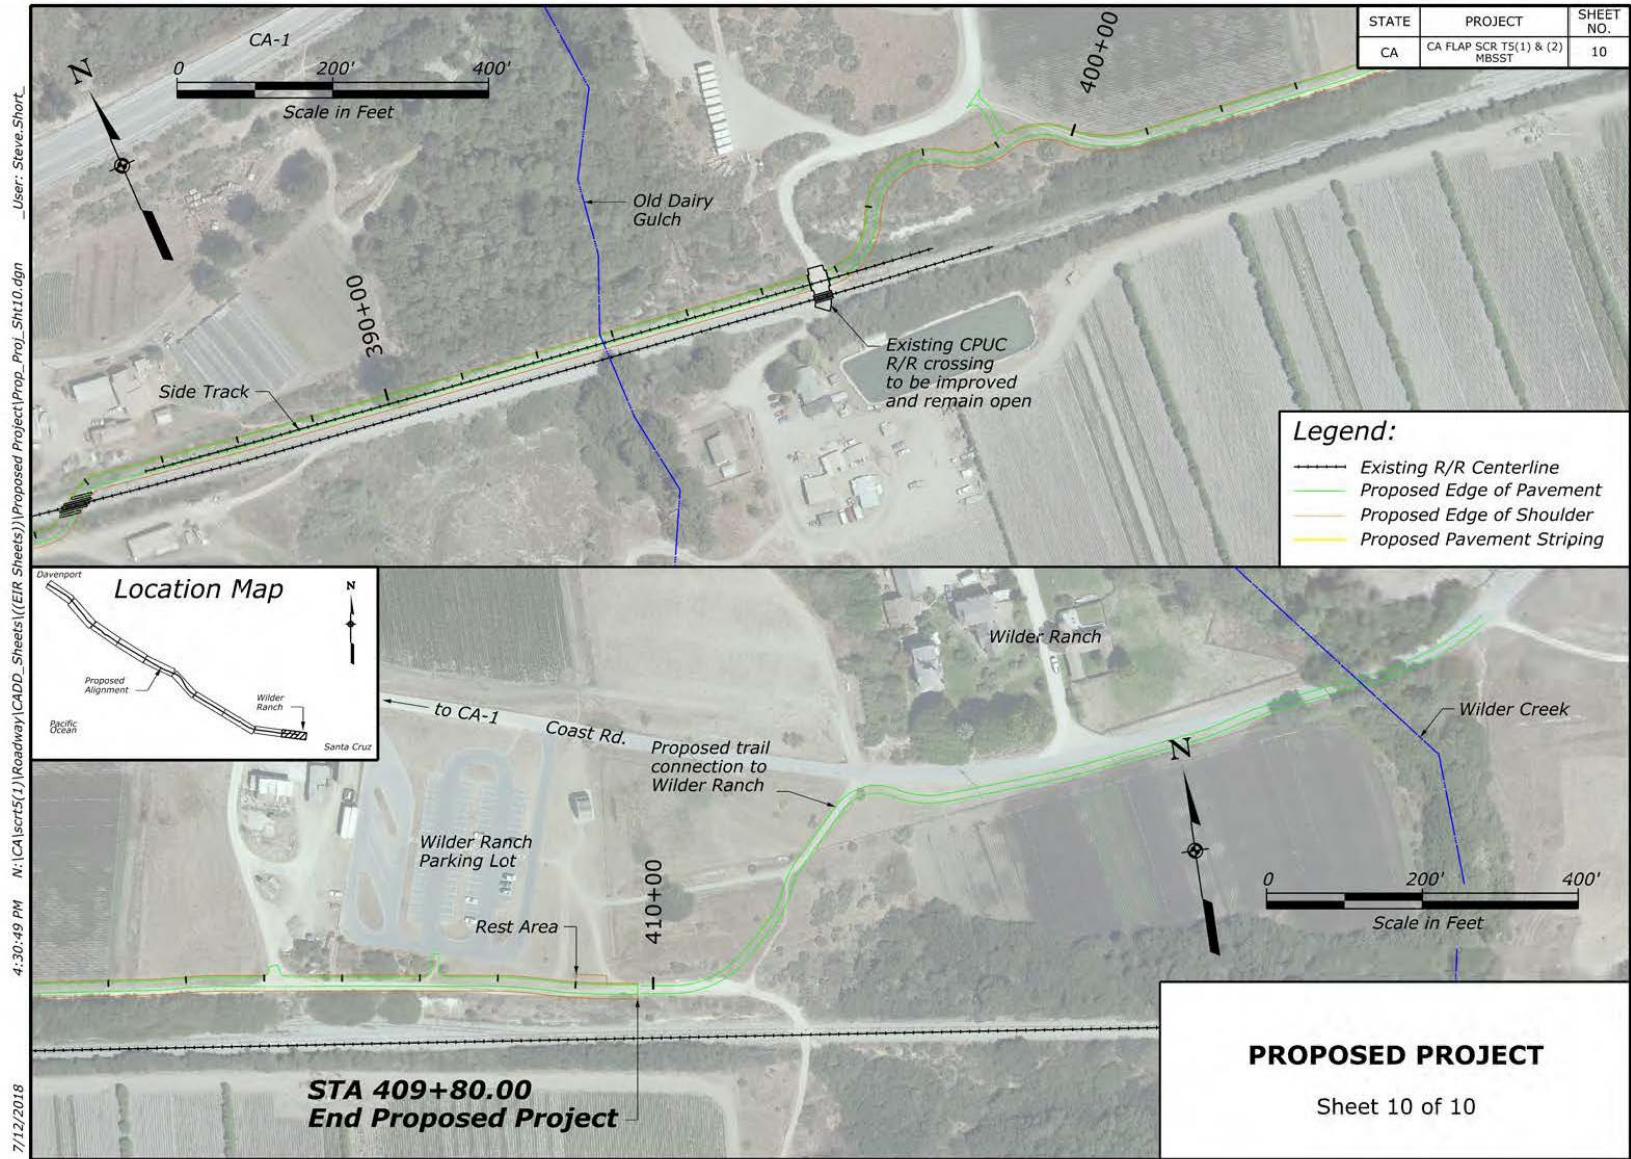 STATE PROJECT SHEET NO.
CA CA FLAP SCR T5(1) & (2) MBSST 10
CA-1
N
0 200' 400'
Scale in Feet
400+00
Old Dairy
Gulch
390+00
Side Track
Existing CPUC
R/R crossing
to be improved
and remain open
Legend:
Existing R/R Centerline
Proposed Edge of Pavement
Proposed Edge of Shoulder
Proposed Pavement Striping
Location Map
Davenport
N
Proposed
Alignment
Wilder
Ranch
Pacific
Ocean
Santa Cruz
to CA-1
Coast Rd.
Wilder Ranch
Proposed trail
connection to
Wilder Ranch
Wilder Creek
N
Wilder Ranch
Parking Lot
Rest Area
410+00
0 200' 400'
Scale in Feet
STA 409+80.00
End Proposed Project
PROPOSED PROJECT
Sheet 10 of 10
7/12/2018 4:30:49 PM N:\CA\scrt5(1)\Roadway\CADD_Sheets\((EIR Sheets))\Proposed Project\Prop_Proj_Sht10.dgn _User: Steve.Short_